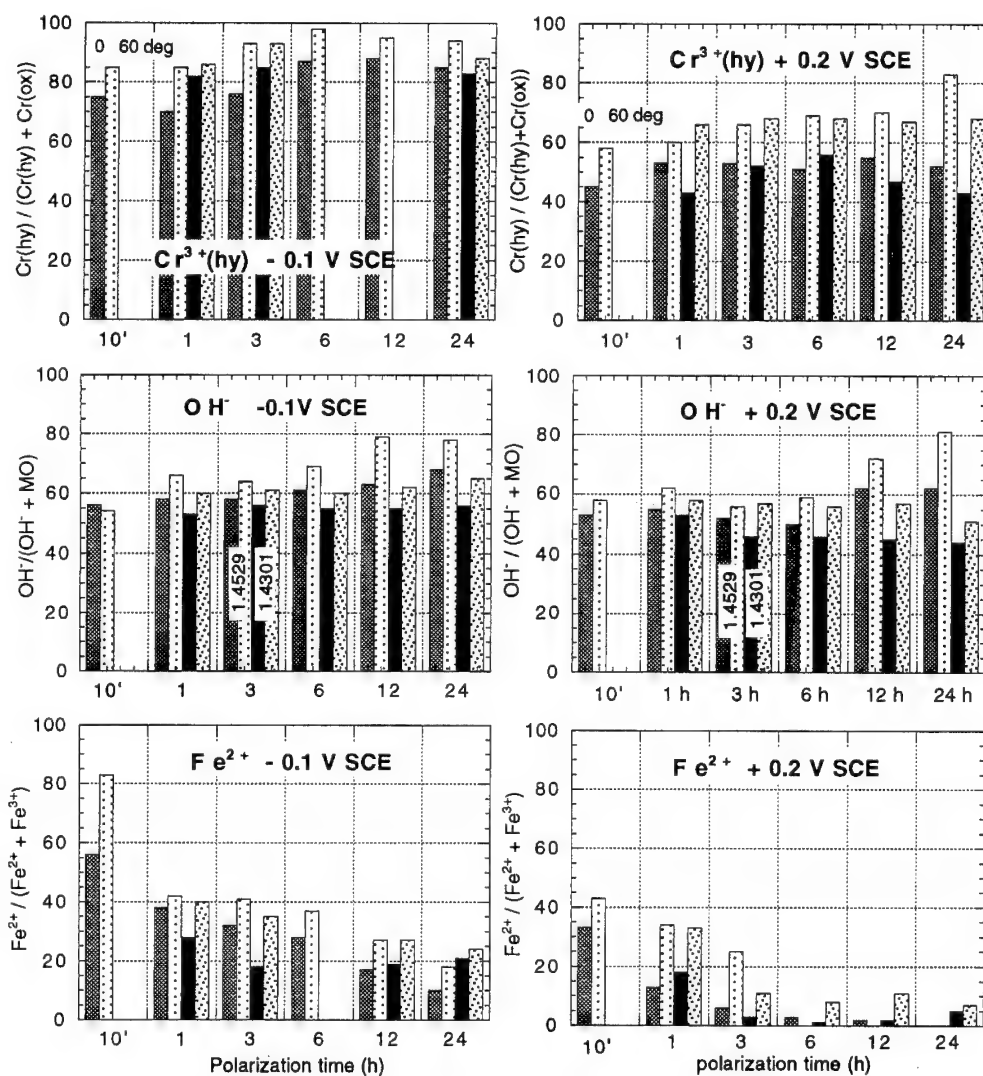 100
80
60
40
20
0
Cr(hy) / (Cr(hy) + Cr(ox))
0 60 deg
Cr³⁺(hy) - 0.1 V SCE
10' 1 3 6 12 24
100
80
60
40
20
0
Cr(hy) / (Cr(hy)+Cr(ox))
Cr³⁺(hy) + 0.2 V SCE
0 60 deg
10' 1 3 6 12 24
100
80
60
40
20
0
OH⁻/(OH⁻ + MO)
OH⁻ -0.1V SCE
1.4529
1.4301
10' 1 3 6 12 24
100
80
60
40
20
0
OH⁻ / (OH⁻ + MO)
OH⁻ + 0.2 V SCE
1.4529
1.4301
10' 1 h 3 h 6 h 12 h 24 h
100
80
60
40
20
0
Fe²⁺ / (Fe²⁺ + Fe³⁺)
Fe²⁺ - 0.1 V SCE
10' 1 3 6 12 24
Polarization time (h)
100
80
60
40
20
0
Fe²⁺ / (Fe²⁺ + Fe³⁺)
Fe²⁺ + 0.2 V SCE
10' 1 3 6 12 24
polarization time (h)